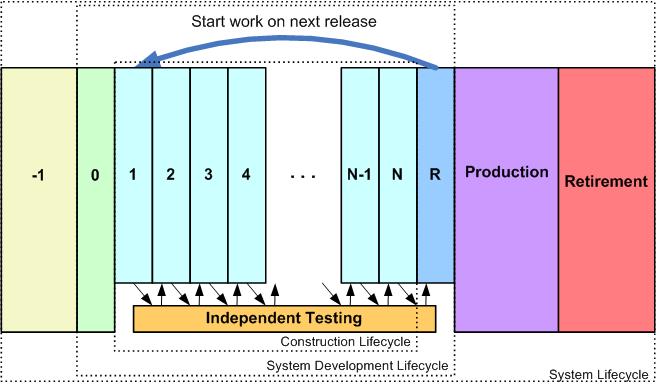 Start work on next release
-1
0
1
2
3
4
. . .
N-1
N
R
Production
Retirement
Independent Testing
Construction Lifecycle
System Development Lifecycle
System Lifecycle